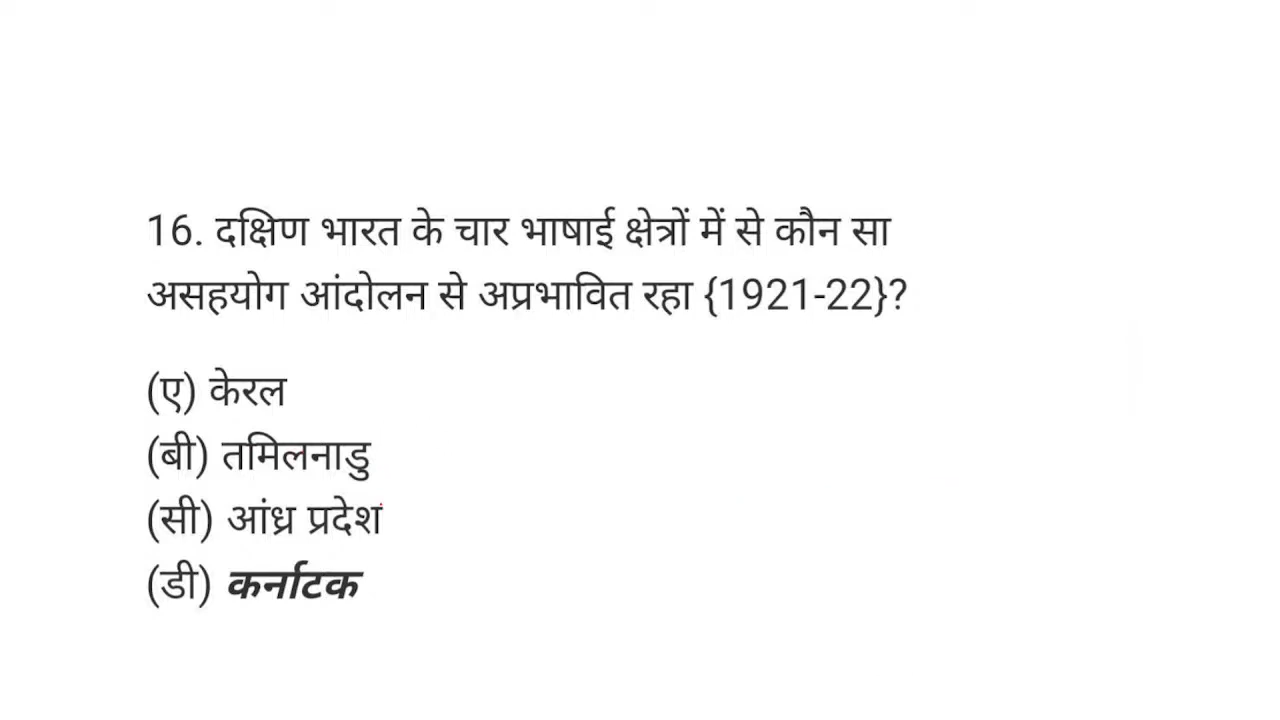 16. दक्षिण भारत के चार भाषाई क्षेत्रों में से कौन सा
असहयोग आंदोलन से अप्रभावित रहा {1921-22}?
(ए) केरल
(बी) तमिलनाडु
(सी) आंध्र प्रदेश
(डी) कर्नाटक